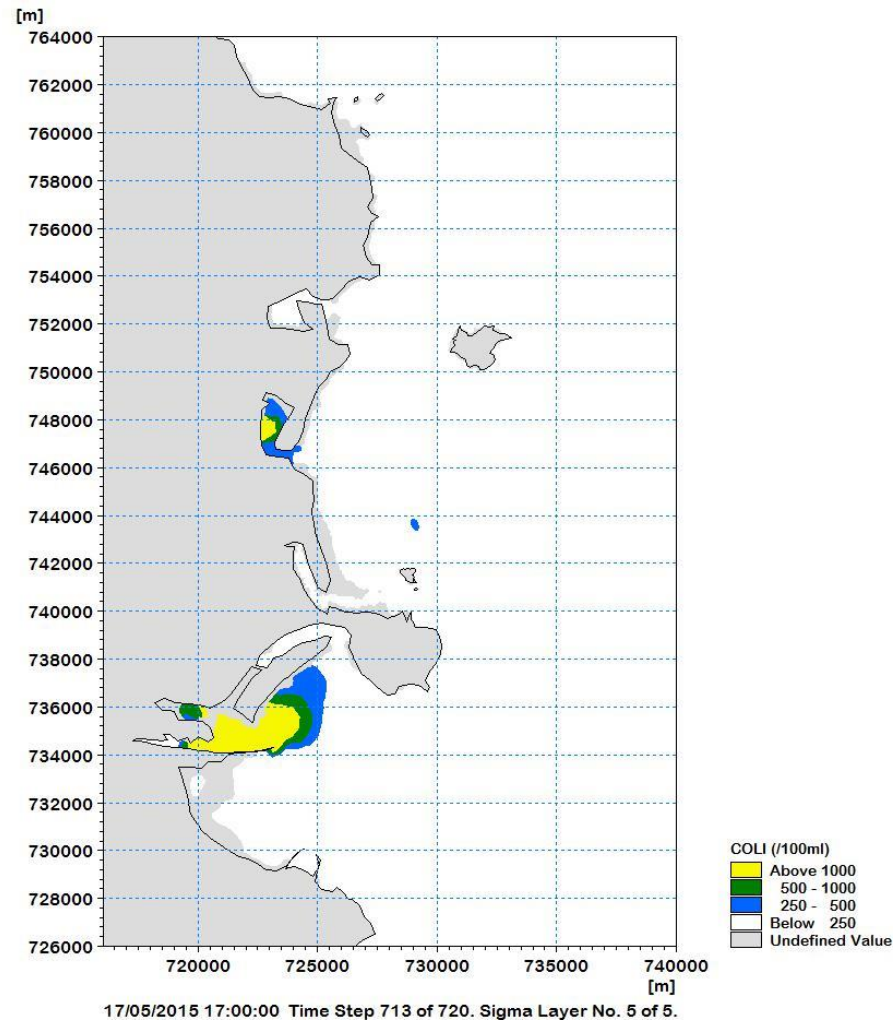 [m]
764000
762000
760000
758000
756000
754000
752000
750000
748000
746000
744000
742000
740000
738000
736000
734000
732000
730000
728000
726000
720000 725000 730000 735000 740000
[m]
COLI (/100ml)
Above 1000
500 - 1000
250 - 500
Below 250
Undefined Value
17/05/2015 17:00:00 Time Step 713 of 720. Sigma Layer No. 5 of 5.